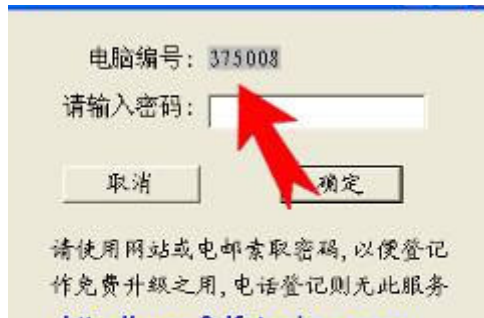 电脑编号: 375008
请输入密码:
取消 确定
请使用网站或电邮索取密码,以便登记
作免费升级之用,电话登记则无此服务